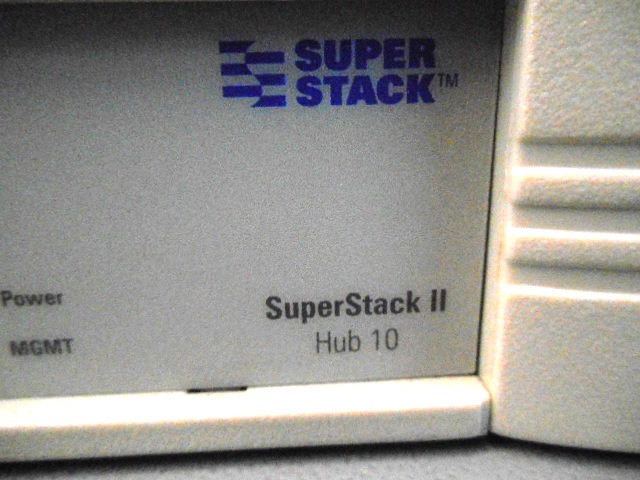 SUPER
STACK™
Power
SuperStack II
MGMT
Hub 10